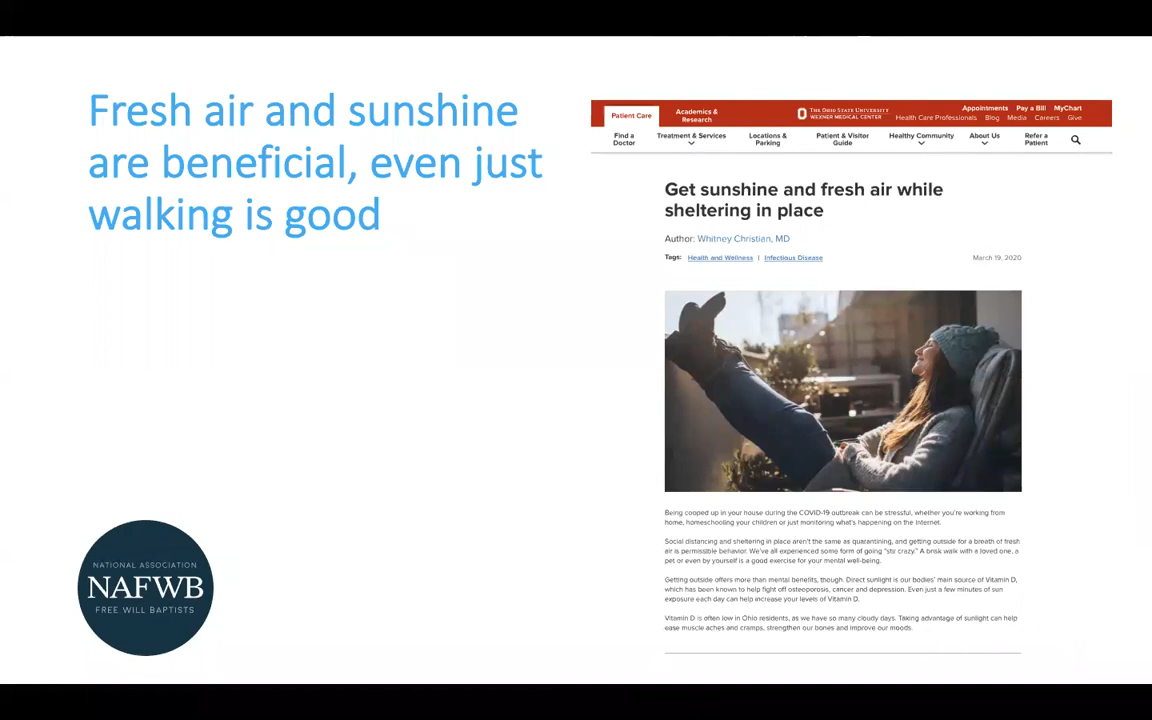 Fresh air and sunshine
are beneficial, even just
walking is good
NATIONAL ASSOCIATION
NAFWB
FREE WILL BAPTISTS
Patient Care
Academics &
Research
THE OHIO STATE UNIVERSITY
WEXNER MEDICAL CENTER
Appointments Pay a Bill MyChart
Health Care Professionals Blog Media Careers Give
Find a
Doctor
Treatment & Services
Locations &
Parking
Patient & Visitor
Guide
Healthy Community
About Us
Refer a
Patient
Get sunshine and fresh air while
sheltering in place
Author: Whitney Christian, MD
Tags: Health and Wellness | Infectious Disease
March 19, 2020
Being cooped up in your house during the COVID-19 outbreak can be stressful, whether you're working from
home, homeschooling your children or just monitoring what's happening on the Internet.
Social distancing and sheltering in place aren't the same as quarantining, and getting outside for a breath of fresh
air is permissible behavior. We've all experienced some form of going "stir crazy." A brisk walk with a loved one, a
pet or even by yourself is a good exercise for your mental well-being.
Getting outside offers more than mental benefits, though. Direct sunlight is our bodies' main source of Vitamin D,
which has been known to help fight off osteoporosis, cancer and depression. Even just a few minutes of sun
exposure each day can help increase your levels of Vitamin D.
Vitamin D is often low in Ohio residents, as we have so many cloudy days. Taking advantage of sunlight can help
ease muscle aches and cramps, strengthen our bones and improve our moods.